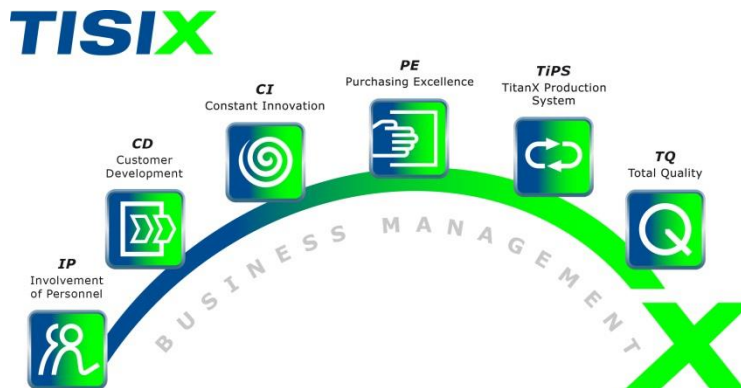 TISIX
IP
Involvement
of Personnel
CD
Customer
Development
CI
Constant Innovation
PE
Purchasing Excellence
TiPS
TitanX Production
System
TQ
Total Quality
BUSINESS MANAGEMENT
X